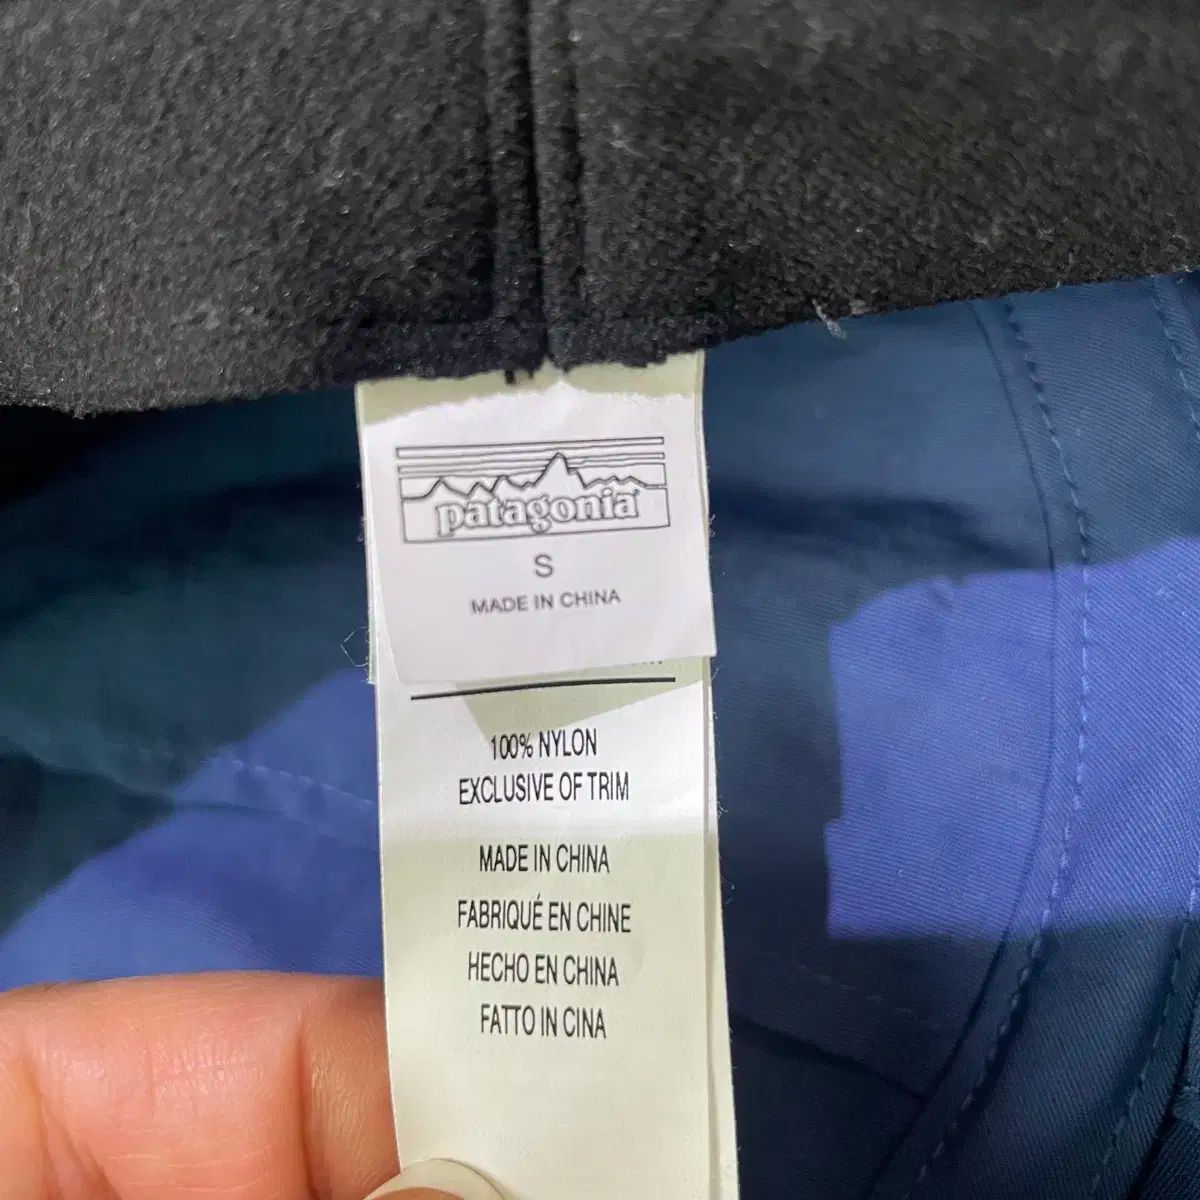 patagonia
S
MADE IN CHINA
100% NYLON
EXCLUSIVE OF TRIM
MADE IN CHINA
FABRIQUÉ EN CHINE
HECHO EN CHINA
FATTO IN CINA